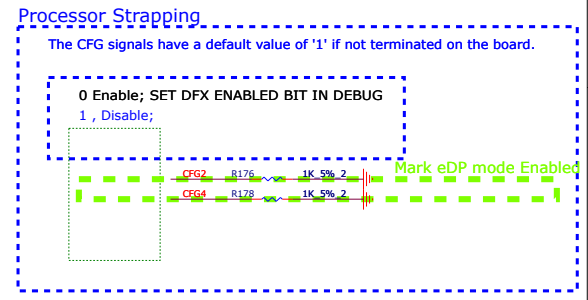 Processor Strapping
The CFG signals have a default value of '1' if not terminated on the board.
0 Enable; SET DFX ENABLED BIT IN DEBUG
1 , Disable;
Mark eDP mode Enabled
CFG2 R176 1K_5%_2
CFG4 R178 1K_5%_2